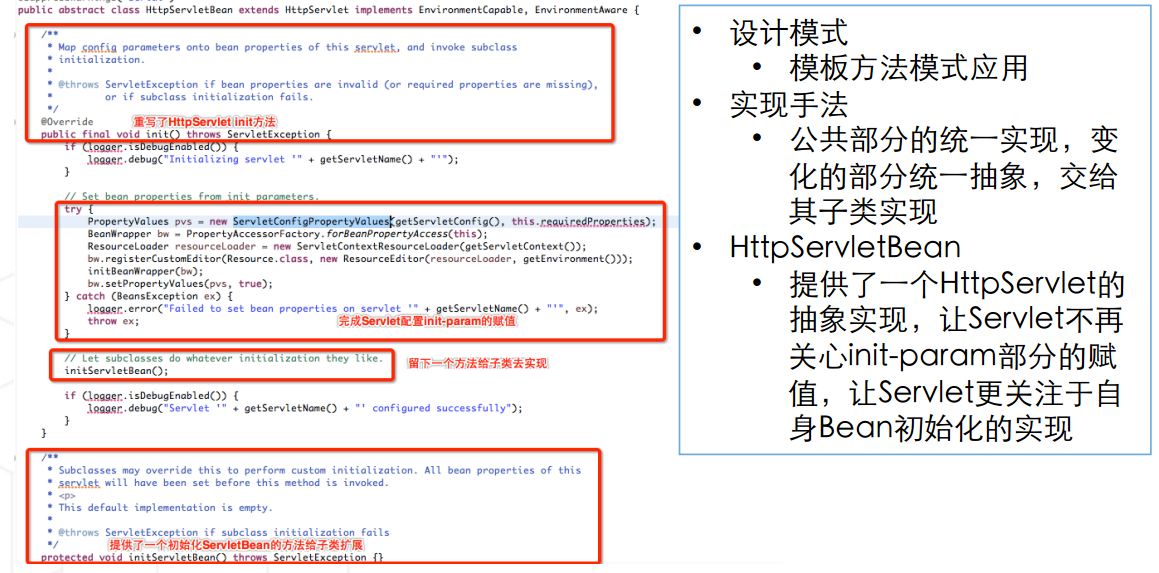 public abstract class HttpServletBean extends HttpServlet implements EnvironmentCapable, EnvironmentAware {
/**
* Map config parameters onto bean properties of this servlet, and invoke subclass
* initialization.
*
* @throws ServletException if bean properties are invalid (or required properties are missing),
* or if subclass initialization fails.
*/
@Override
重写了HttpServlet init方法
public final void init() throws ServletException {
if (logger.isDebugEnabled()) {
logger.debug("Initializing servlet '" + getServletName() + "'");
}
// Set bean properties from init parameters.
try {
PropertyValues pvs = new ServletConfigPropertyValues(getServletConfig(), this.requiredProperties);
BeanWrapper bw = PropertyAccessorFactory.forBeanPropertyAccess(this);
ResourceLoader resourceLoader = new ServletContextResourceLoader(getServletContext());
bw.registerCustomEditor(Resource.class, new ResourceEditor(resourceLoader, getEnvironment()));
initBeanWrapper(bw);
bw.setPropertyValues(pvs, true);
} catch (BeansException ex) {
logger.error("Failed to set bean properties on servlet '" + getServletName() + "'", ex);
throw ex;
完成Servlet配置init-param的赋值
}
// Let subclasses do whatever initialization they like.
initServletBean();
留下一个方法给子类去实现
if (logger.isDebugEnabled()) {
logger.debug("Servlet '" + getServletName() + "' configured successfully");
}
}
/**
* Subclasses may override this to perform custom initialization. All bean properties of this
* servlet will have been set before this method is invoked.
* <p>
* This default implementation is empty.
*
* @throws ServletException if subclass initialization fails
*/
提供了一个初始化ServletBean的方法给子类扩展
protected void initServletBean() throws ServletException {}
• 设计模式
• 模板方法模式应用
• 实现手法
• 公共部分的统一实现，变
化的部分统一抽象，交给
其子类实现
• HttpServletBean
• 提供了一个HttpServlet的
抽象实现，让Servlet不再
关心init-param部分的赋
值，让Servlet更关注于自
身Bean初始化的实现